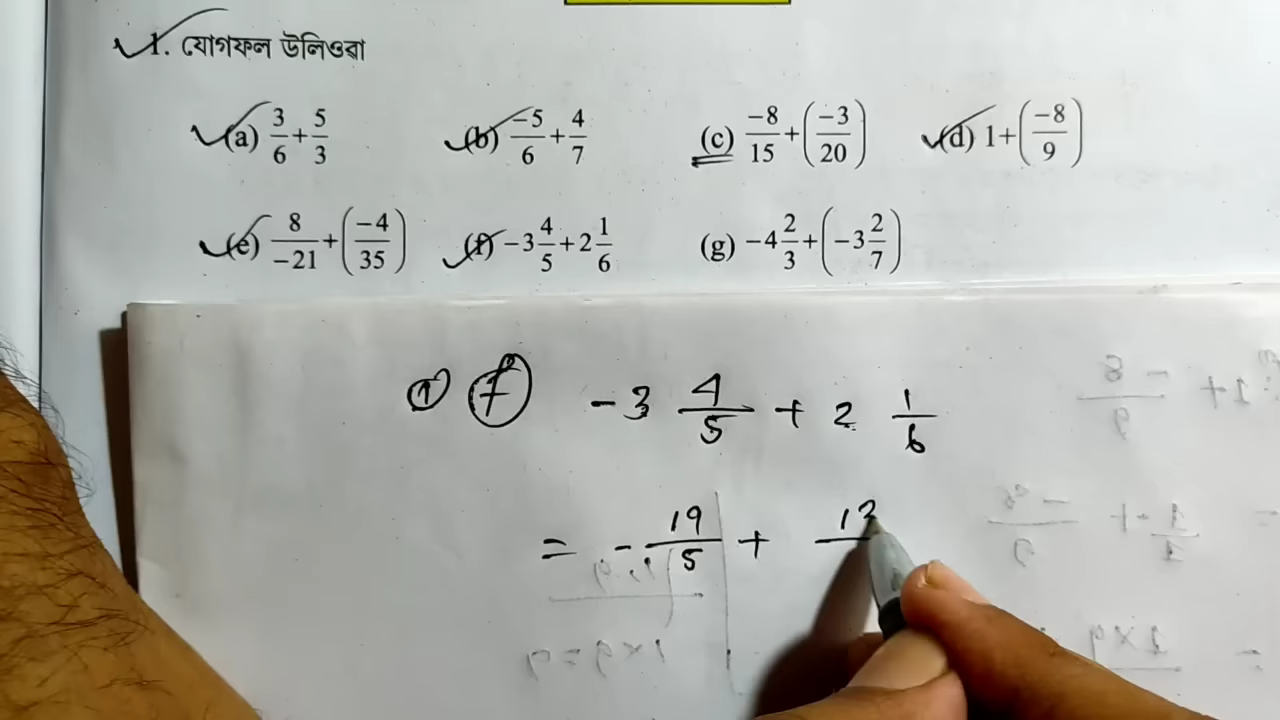 1. যোগফল উলিওৱা
(a) 3/6 + 5/3 (b) -5/6 + 4/7 (c) -8/15 + (-3/20) (d) 1 + (-8/9)
(e) 8/-21 + (-4/35) (f) -3 4/5 + 2 1/6 (g) -4 2/3 + (-3 2/7)
① ⓕ -3 4/5 + 2 1/6
= -19/5 + 13